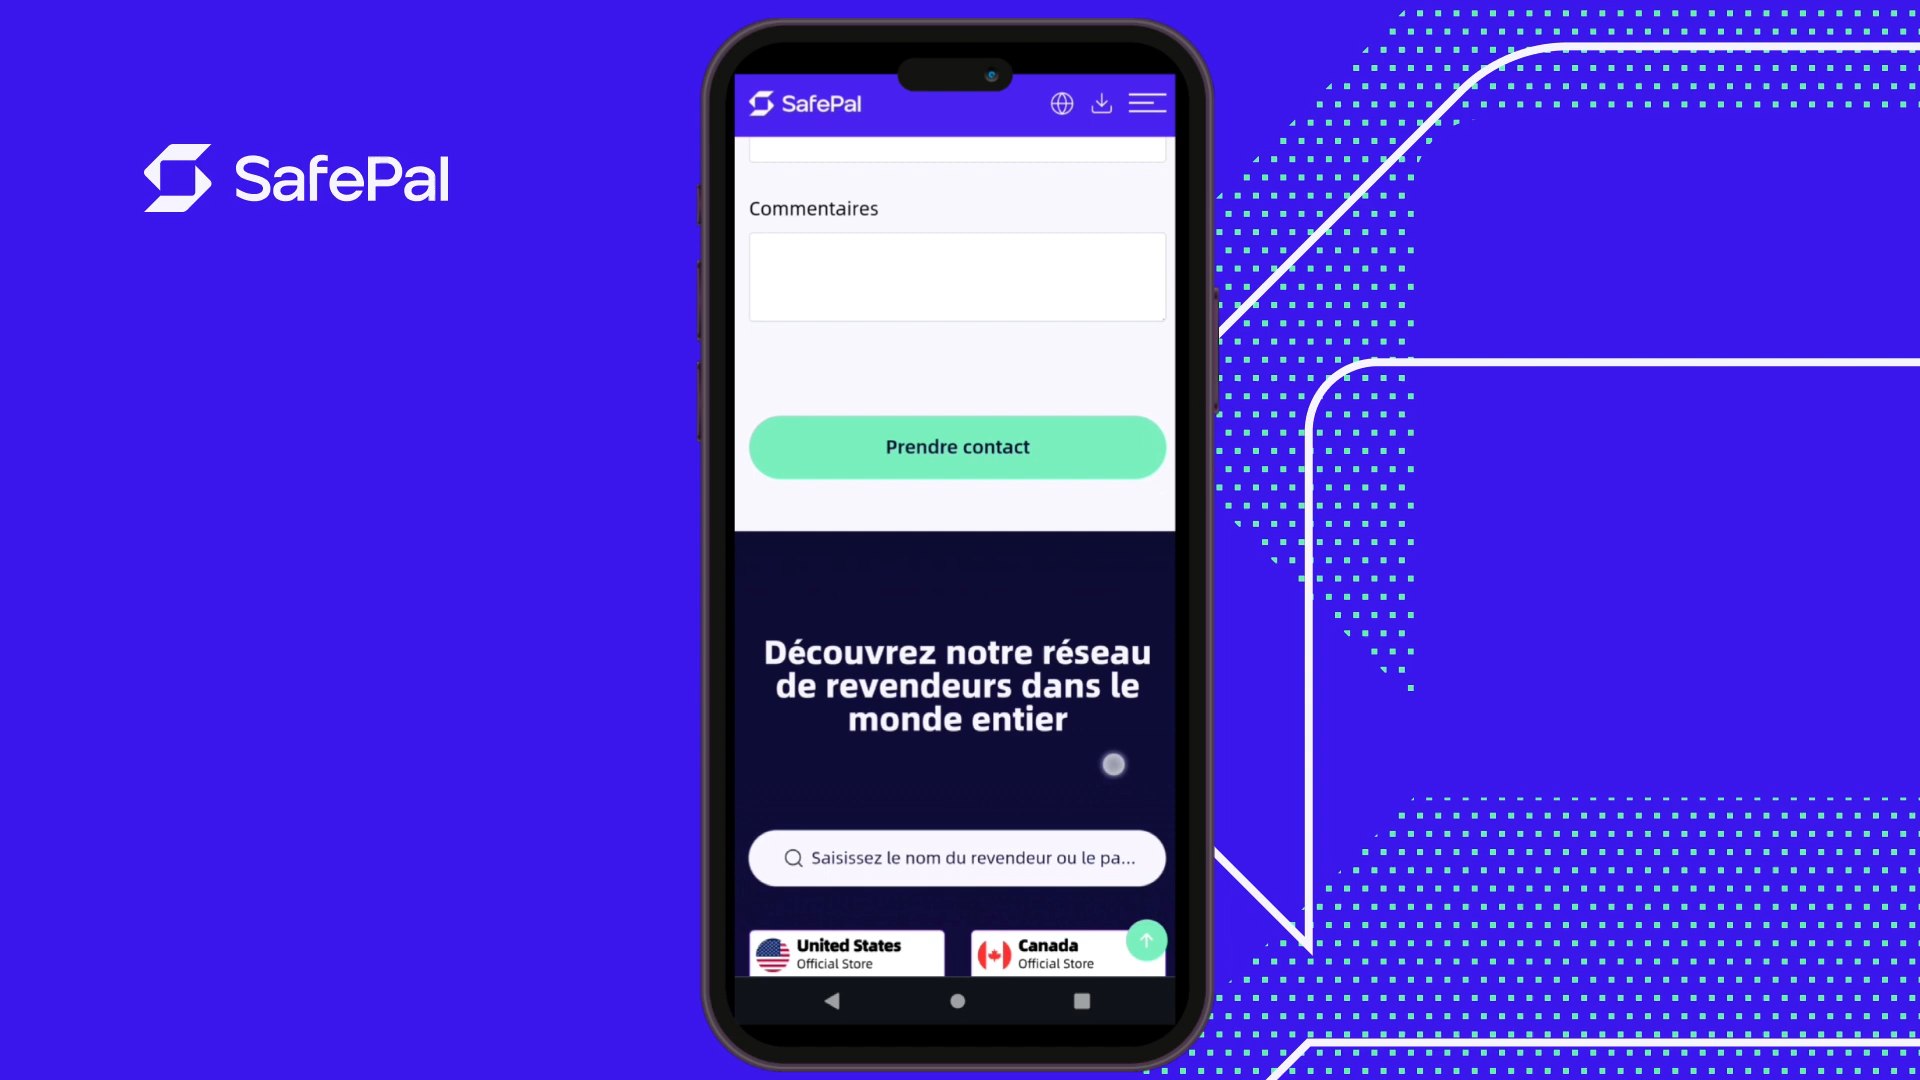 SafePal
SafePal
Commentaires
Prendre contact
Découvrez notre réseau
de revendeurs dans le
monde entier
Saisissez le nom du revendeur ou le pa...
United States
Official Store
Canada
Official Store